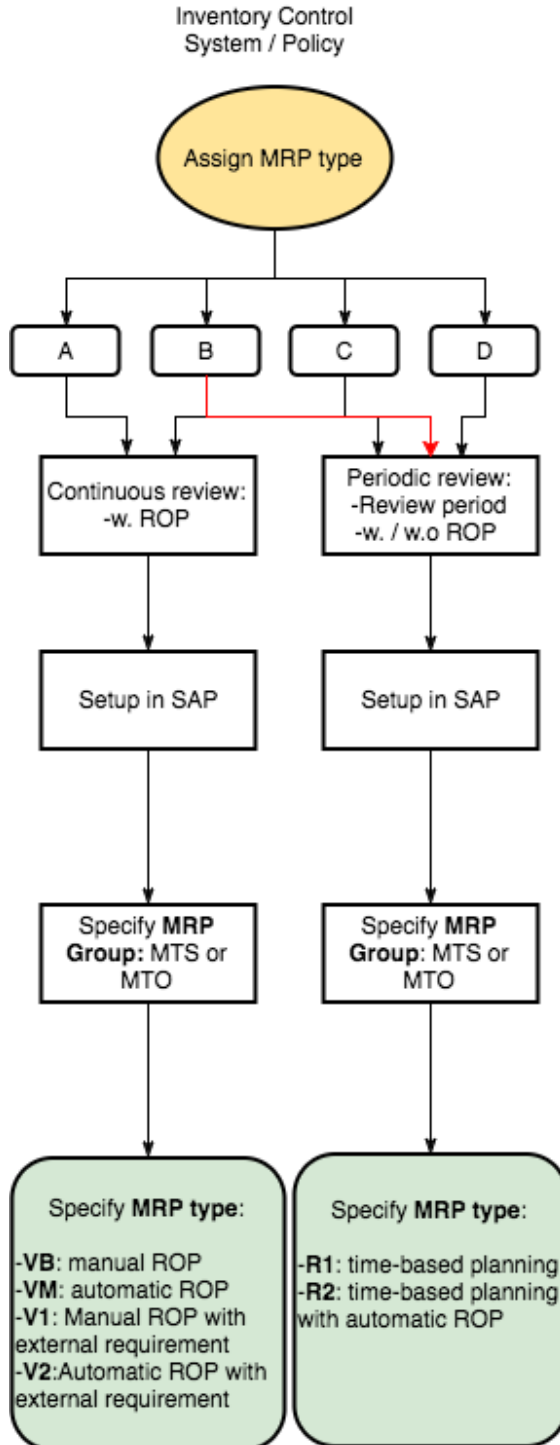 Inventory Control
System / Policy
Assign MRP type
A
B
C
D
Continuous review:
-w. ROP
Periodic review:
-Review period
-w. / w.o ROP
Setup in SAP
Setup in SAP
Specify MRP
Group: MTS or
MTO
Specify MRP
Group: MTS or
MTO
Specify MRP type:
-VB: manual ROP
-VM: automatic ROP
-V1: Manual ROP with
external requirement
-V2:Automatic ROP with
external requirement
Specify MRP type:
-R1: time-based planning
-R2: time-based planning
with automatic ROP